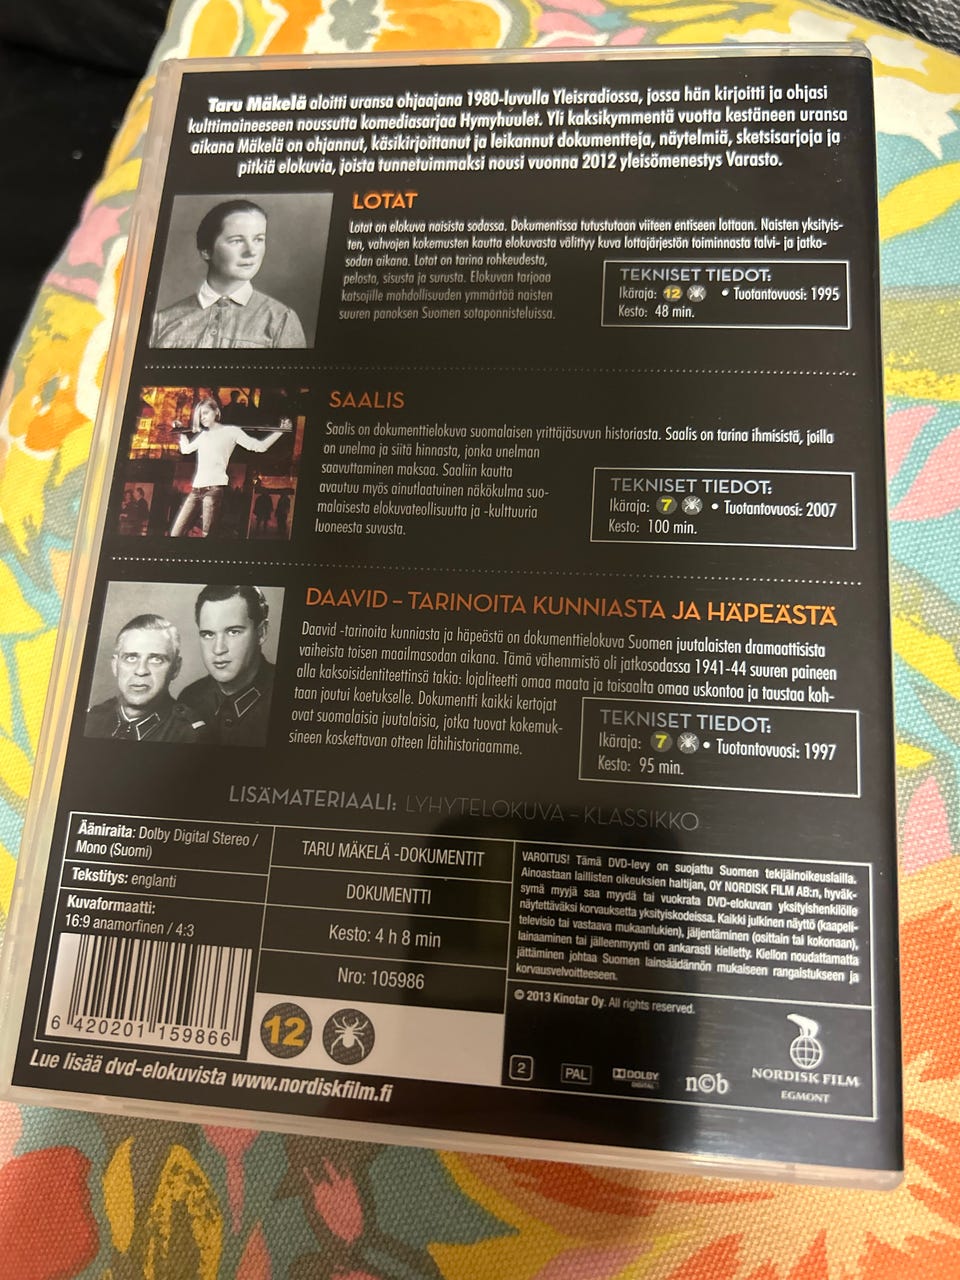 Taru Mäkelä aloitti uransa ohjaajana 1980-luvulla Yleisradiossa, jossa hän kirjoitti ja ohjasi
kulttimaineeseen noussutta komediasarjaa Hymyhuulet. Yli kaksikymmentä vuotta kestäneen uransa
aikana Mäkelä on ohjannut, käsikirjoittanut ja leikannut dokumentteja, näytelmiä, sketsisarjoja ja
pitkiä elokuvia, joista tunnetuimmaksi nousi vuonna 2012 yleisömenestys Varasto.
LOTAT
Lotat on elokuva naisista sodassa. Dokumentissa tutustutaan viiteen entiseen lottaan. Naisten yksityis-
ten, vahvojen kokemusten kautta elokuvasta välittyy kuva lottajärjestön toiminnasta talvi- ja jatko-
sodan aikana. Lotat on tarina rohkeudesta,
pelosta, sisusta ja surusta. Elokuvan tarjoaa
katsojille mahdollisuuden ymmärtää naisten
suuren panoksen Suomen sotaponnisteluissa.
TEKNISET TIEDOT:
Ikäraja: 12 • Tuotantovuosi: 1995
Kesto: 48 min.
SAALIS
Saalis on dokumenttielokuva suomalaisen yrittäjäsuvun historiasta. Saalis on tarina ihmisistä, joilla
on unelma ja siitä hinnasta, jonka unelman
saavuttaminen maksaa. Saaliin kautta
avautuu myös ainutlaatuinen näkökulma suo-
malaisesta elokuvateollisuutta ja -kulttuuria
luoneesta suvusta.
TEKNISET TIEDOT:
Ikäraja: 7 • Tuotantovuosi: 2007
Kesto: 100 min.
DAAVID – TARINOITA KUNNIASTA JA HÄPEÄSTÄ
Daavid -tarinoita kunniasta ja häpeästä on dokumenttielokuva Suomen juutalaisten dramaattisista
vaiheista toisen maailmasodan aikana. Tämä vähemmistö oli jatkosodassa 1941-44 suuren paineen
alla kaksoisidentiteettinsä takia: lojaliteetti omaa maata ja toisaalta omaa uskontoa ja taustaa koh-
taan joutui koetukselle. Dokumentti kaikki kertojat
ovat suomalaisia juutalaisia, jotka tuovat kokemuk-
sineen koskettavan otteen lähihistoriaamme.
TEKNISET TIEDOT:
Ikäraja: 7 • Tuotantovuosi: 1997
Kesto: 95 min.
LISÄMATERIAALI: LYHYTELOKUVA – KLASSIKKO
Ääniraita: Dolby Digital Stereo /
Mono (Suomi)
Tekstitys: englanti
Kuvaformaatti:
16:9 anamorfinen / 4:3
6 420201 159866
TARU MÄKELÄ -DOKUMENTIT
DOKUMENTTI
Kesto: 4 h 8 min
Nro: 105986
12
VAROITUS! Tämä DVD-levy on suojattu Suomen tekijäinoikeuslailla.
Ainoastaan laillisten oikeuksien haltijan, OY NORDISK FILM AB:n, hyväk-
symä myyjä saa myydä tai vuokrata DVD-elokuvan yksityishenkilölle
näytettäväksi korvauksetta yksityiskodeissa. Kaikki julkinen näyttö (kaapeli-
televisio tai vastaava mukaanlukien), jäljentäminen (osittain tai kokonaan),
lainaaminen tai jälleenmyynti on ankarasti kielletty. Kiellon noudattamatta
jättäminen johtaa Suomen lainsäädännön mukaiseen rangaistukseen ja
korvausvelvoitteeseen.
© 2013 Kinotar Oy. All rights reserved.
2 PAL DOLBY DIGITAL n©b
NORDISK FILM
EGMONT
Lue lisää dvd-elokuvista www.nordiskfilm.fi